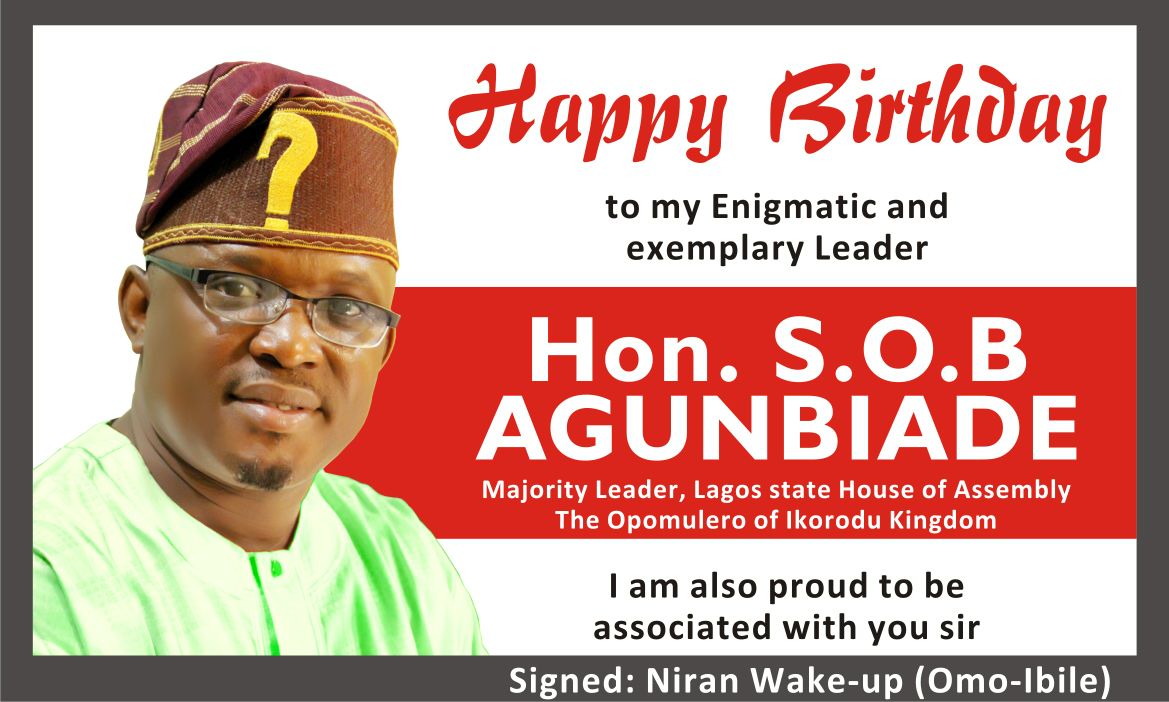 ?
Happy Birthday
to my Enigmatic and
exemplary Leader
Hon. S.O.B
AGUNBIADE
Majority Leader, Lagos state House of Assembly
The Opomulero of Ikorodu Kingdom
I am also proud to be
associated with you sir
Signed: Niran Wake-up (Omo-Ibile)